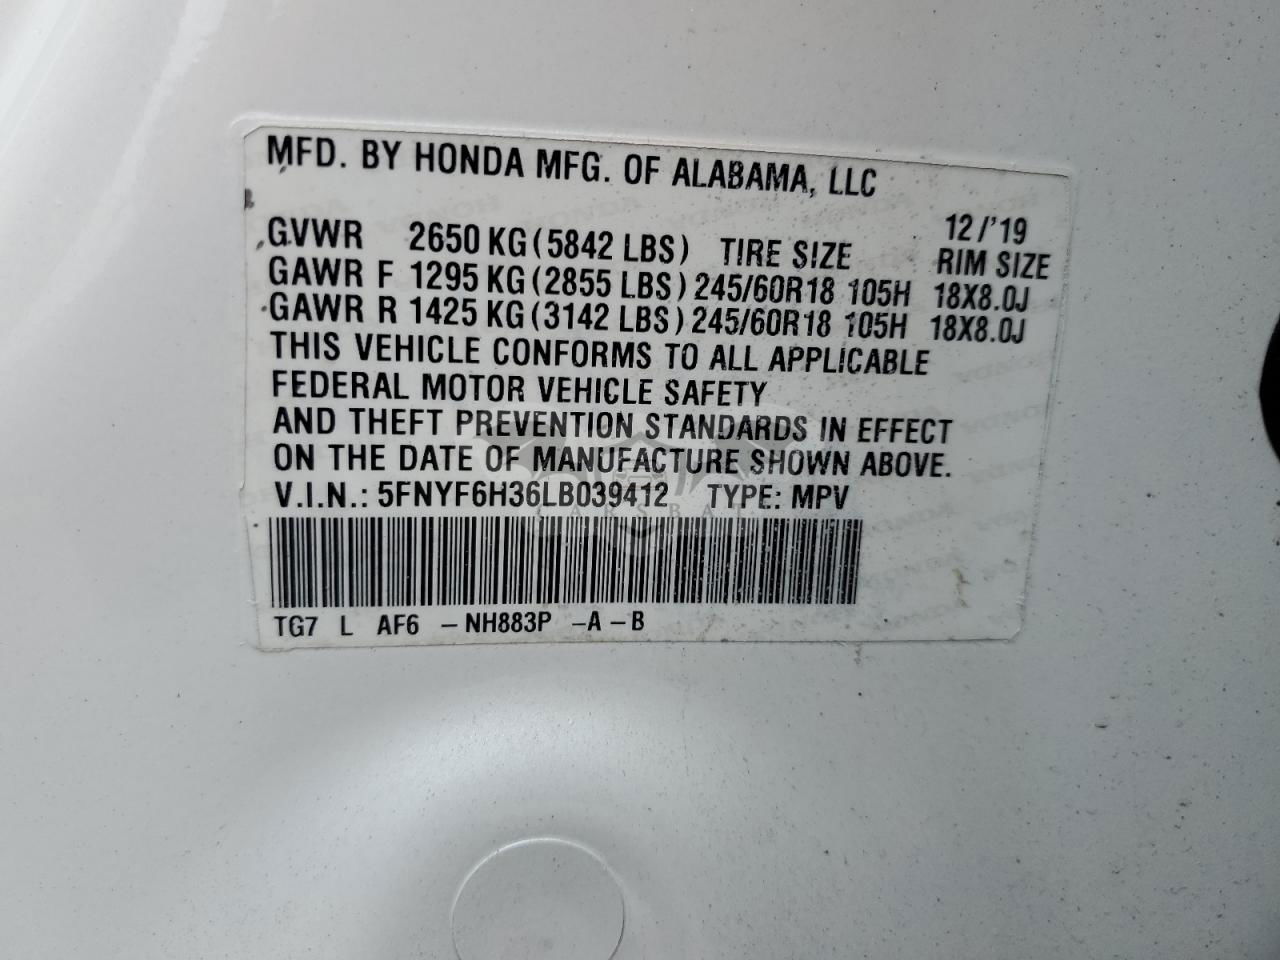 MFD. BY HONDA MFG. OF ALABAMA, LLC
12/'19
GVWR 2650 KG (5842 LBS) TIRE SIZE RIM SIZE
GAWR F 1295 KG (2855 LBS) 245/60R18 105H 18X8.0J
GAWR R 1425 KG (3142 LBS) 245/60R18 105H 18X8.0J
THIS VEHICLE CONFORMS TO ALL APPLICABLE
FEDERAL MOTOR VEHICLE SAFETY
AND THEFT PREVENTION STANDARDS IN EFFECT
ON THE DATE OF MANUFACTURE SHOWN ABOVE.
V.I.N.: 5FNYF6H36LB039412 TYPE: MPV
CARSBAT
TG7 L AF6 – NH883P –A –B